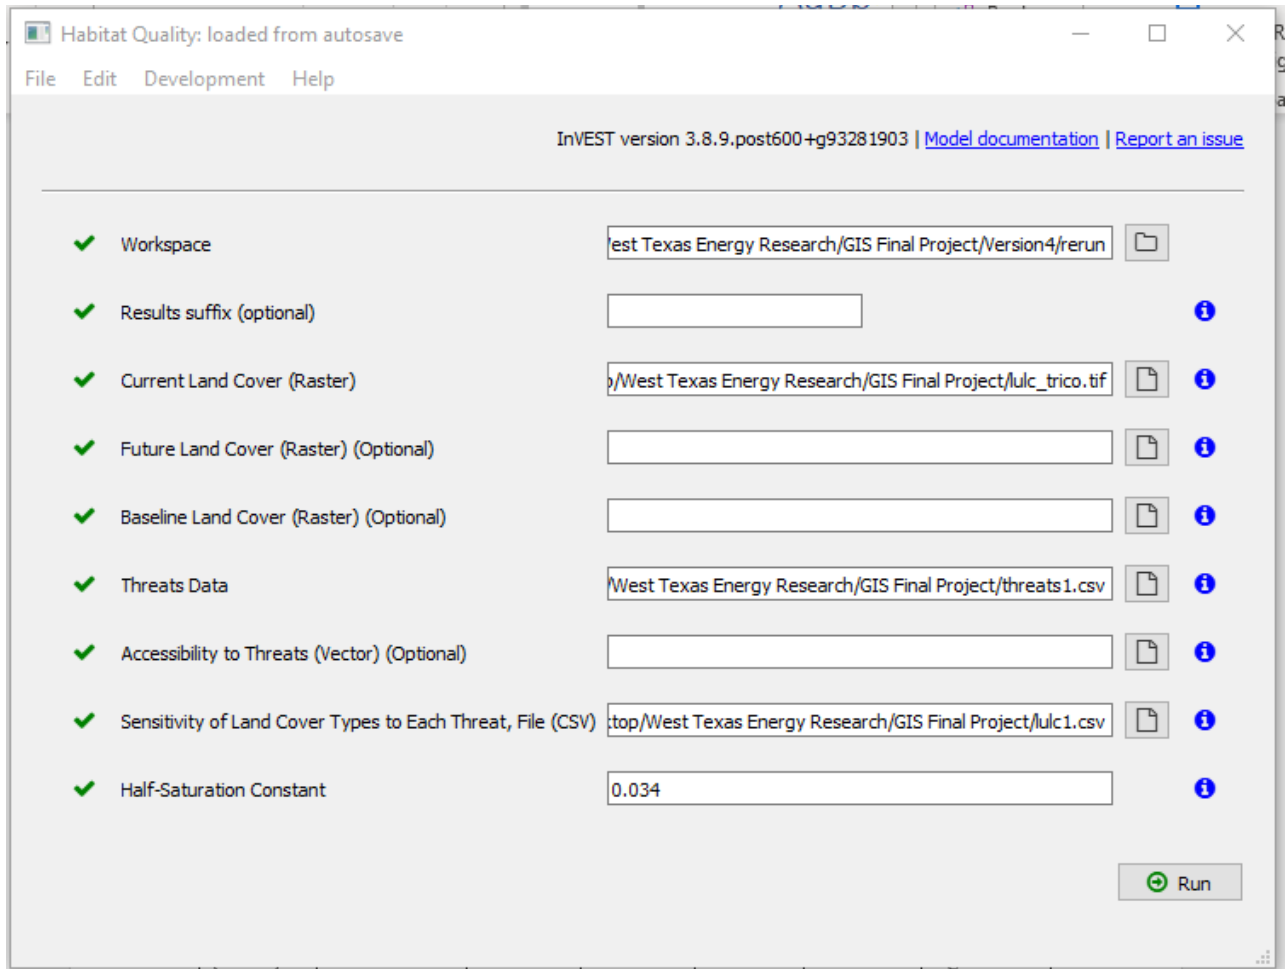 Habitat Quality: loaded from autosave
File Edit Development Help
InVEST version 3.8.9.post600+g93281903 | Model documentation | Report an issue
Workspace
est Texas Energy Research/GIS Final Project/Version4/rerun
Results suffix (optional)
Current Land Cover (Raster)
/West Texas Energy Research/GIS Final Project/lulc_trico.tif
Future Land Cover (Raster) (Optional)
Baseline Land Cover (Raster) (Optional)
Threats Data
/West Texas Energy Research/GIS Final Project/threats1.csv
Accessibility to Threats (Vector) (Optional)
Sensitivity of Land Cover Types to Each Threat, File (CSV)
top/West Texas Energy Research/GIS Final Project/lulc1.csv
Half-Saturation Constant
0.034
Run